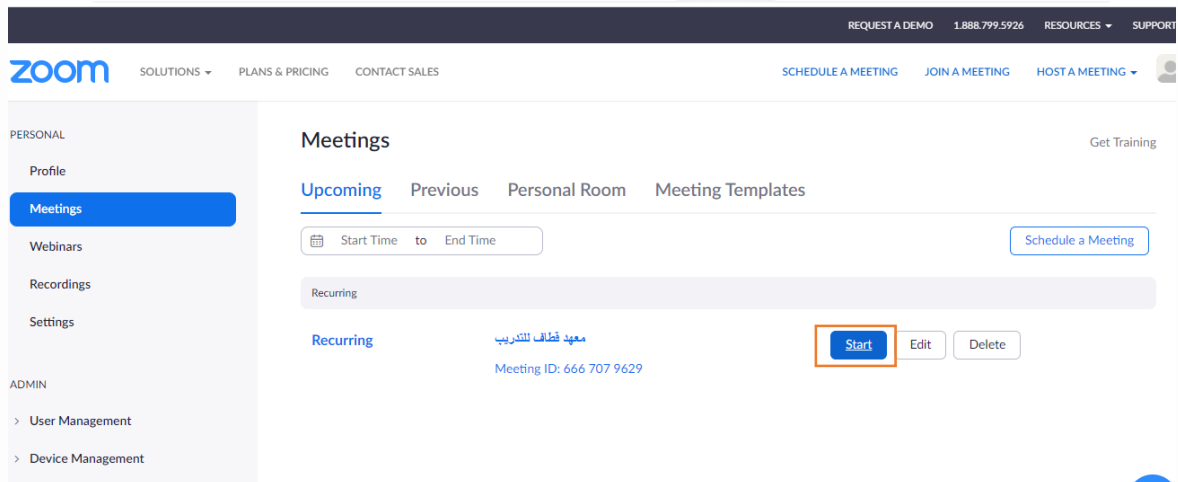 REQUEST A DEMO 1.888.799.5926 RESOURCES SUPPORT
zoom SOLUTIONS PLANS & PRICING CONTACT SALES SCHEDULE A MEETING JOIN A MEETING HOST A MEETING
PERSONAL
Profile
Meetings
Webinars
Recordings
Settings
ADMIN
> User Management
> Device Management
Meetings
Get Training
Upcoming Previous Personal Room Meeting Templates
Start Time to End Time
Schedule a Meeting
Recurring
Recurring
معهد قطاف للتدريب
Meeting ID: 666 707 9629
Start Edit Delete